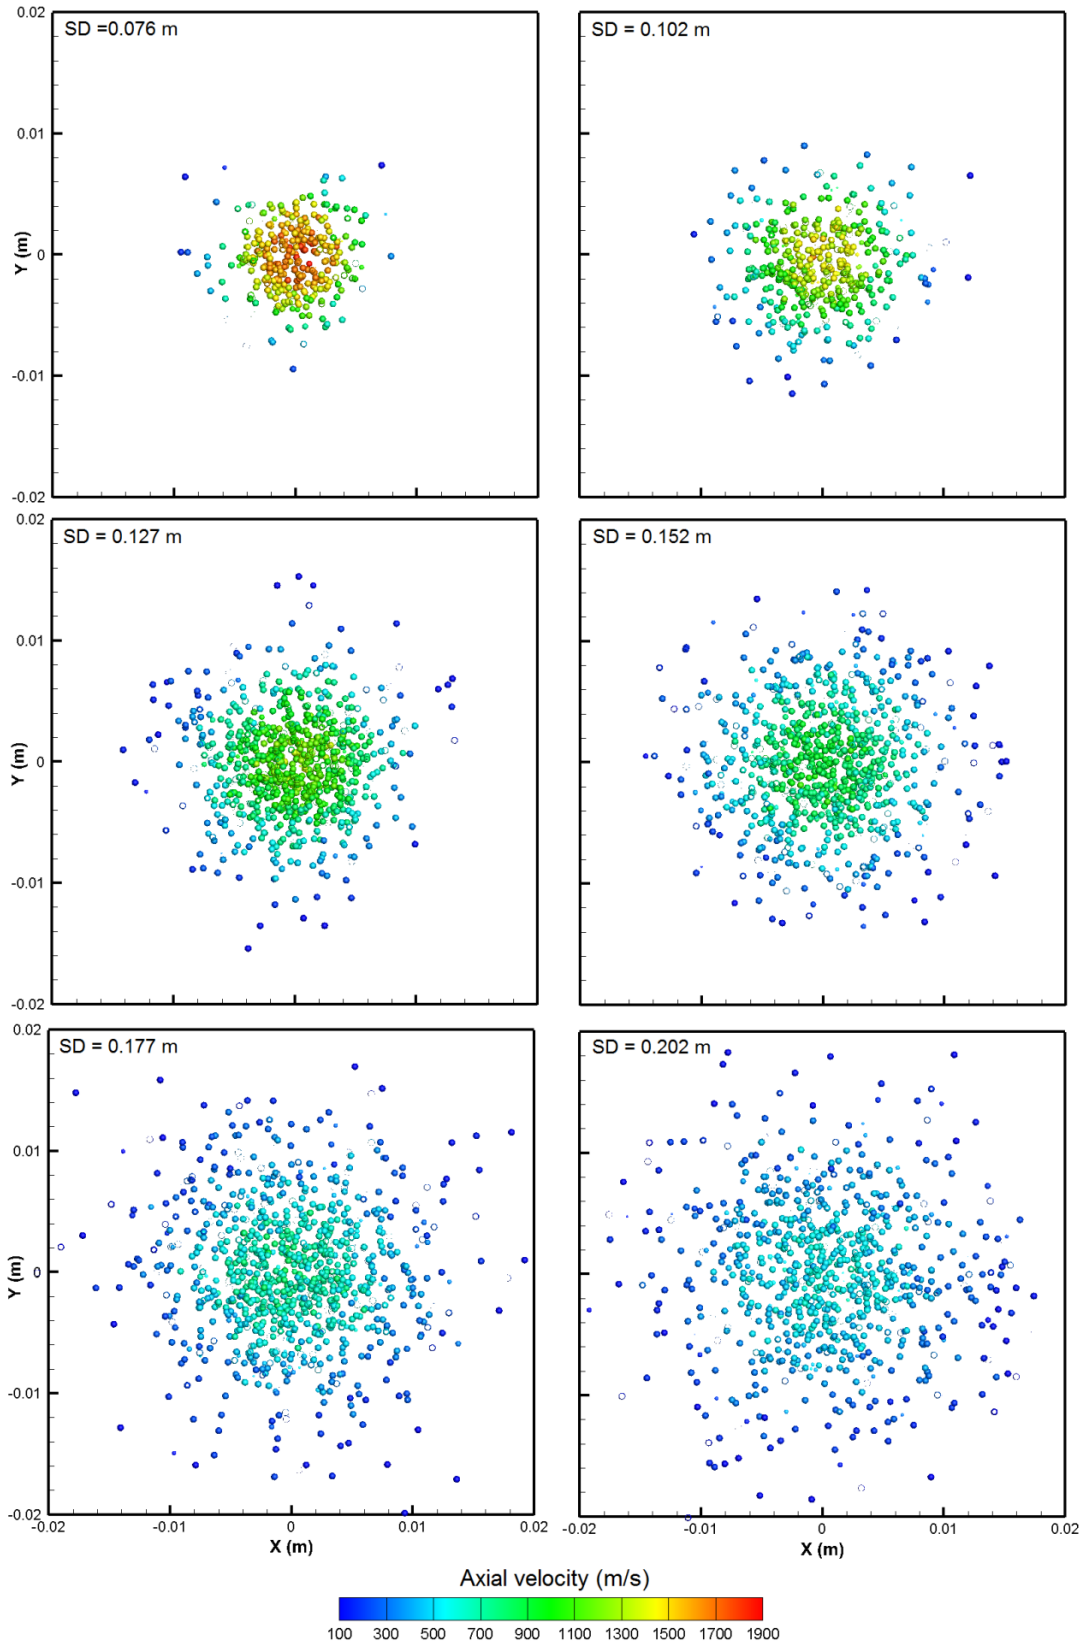 0.02
SD =0.076 m
SD = 0.102 m
0.01
Y (m)
0
-0.01
-0.02
0.02
SD = 0.127 m
SD = 0.152 m
0.01
Y (m)
0
-0.01
-0.02
0.02
SD = 0.177 m
SD = 0.202 m
0.01
Y (m)
0
-0.01
-0.02
-0.02 -0.01 0 0.01 0.02
-0.02 -0.01 0 0.01 0.02
X (m)
X (m)
Axial velocity (m/s)
100 300 500 700 900 1100 1300 1500 1700 1900